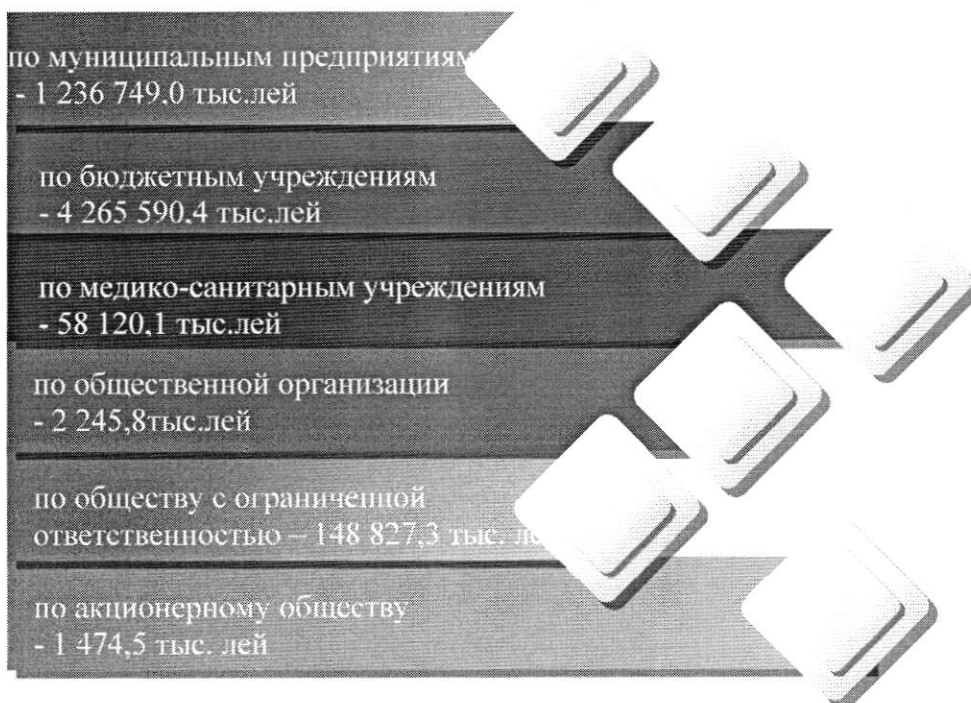 по муниципальным предприятиям
- 1 236 749,0 тыс.лей
по бюджетным учреждениям
- 4 265 590,4 тыс.лей
по медико-санитарным учреждениям
- 58 120,1 тыс.лей
по общественной организации
- 2 245,8тыс.лей
по обществу с ограниченной
ответственностью – 148 827,3 тыс.
по акционерному обществу
- 1 474,5 тыс. лей